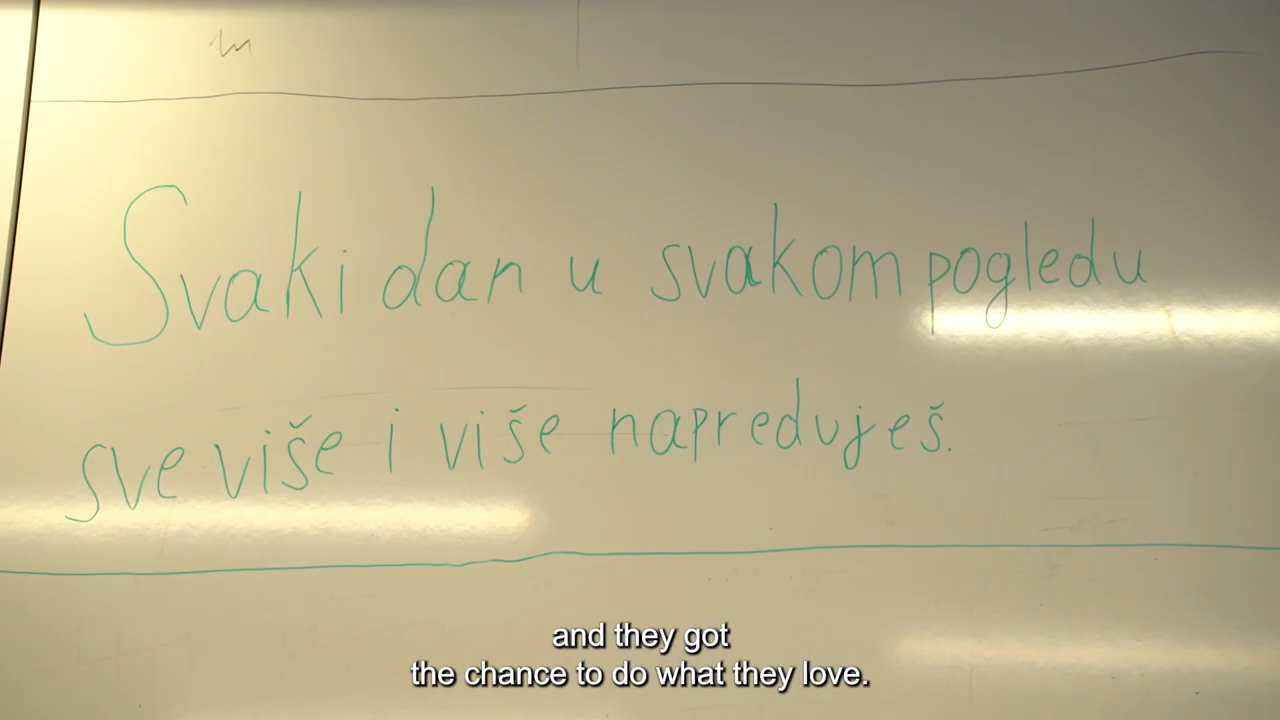 Svaki dan u svakom pogledu
sve više i više napreduješ.
and they got
the chance to do what they love.